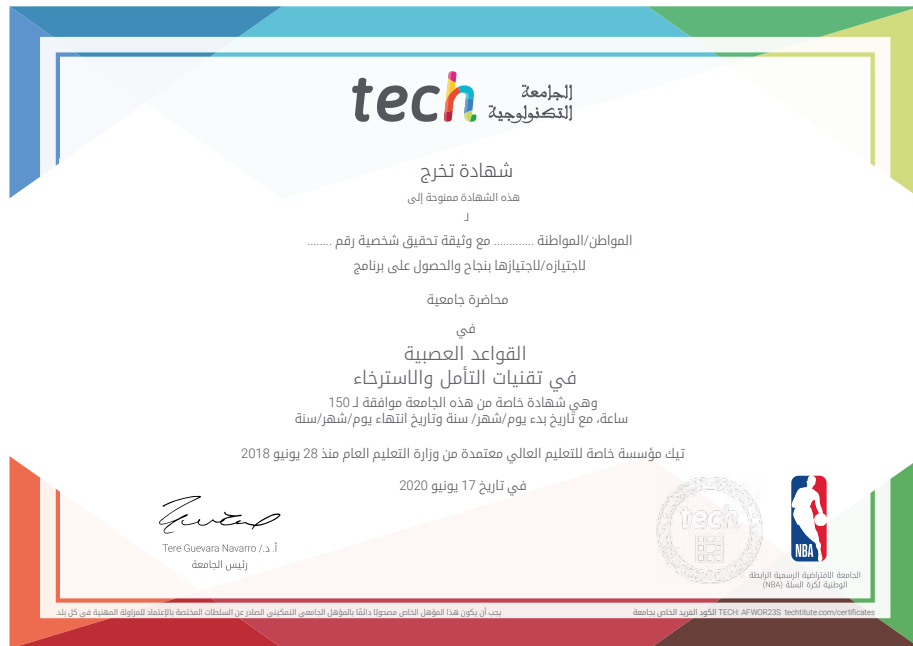 tech الجامعة
التكنولوجية
شهادة تخرج
هذه الشهادة ممنوحة إلى
لـ
المواطن/المواطنة ............. مع وثيقة تحقيق شخصية رقم ........
لاجتيازه/لاجتيازها بنجاح والحصول على برنامج
محاضرة جامعية
في
القواعد العصبية
في تقنيات التأمل والاسترخاء
وهي شهادة خاصة من هذه الجامعة موافقة لـ 150
ساعة، مع تاريخ بدء يوم/شهر/ سنة وتاريخ انتهاء يوم/شهر/سنة
تيك مؤسسة خاصة للتعليم العالي معتمدة من وزارة التعليم العام منذ 28 يونيو 2018
في تاريخ 17 يونيو 2020
tech
NBA
أ. د./ Tere Guevara Navarro
رئيس الجامعة
الجامعة الافتراضية الرسمية الرابطة
الوطنية لكرة السلة (NBA)
يجب أن يكون هذا المؤهل الخاص مصحوبًا دائمًا بالمؤهل الجامعي التمكيني الصادر عن السلطات المختصة بالإعتماد للمزاولة المهنية في كل بلد
الكود الفريد الخاص بجامعة TECH: AFWOR23S techtitute.com/certificates